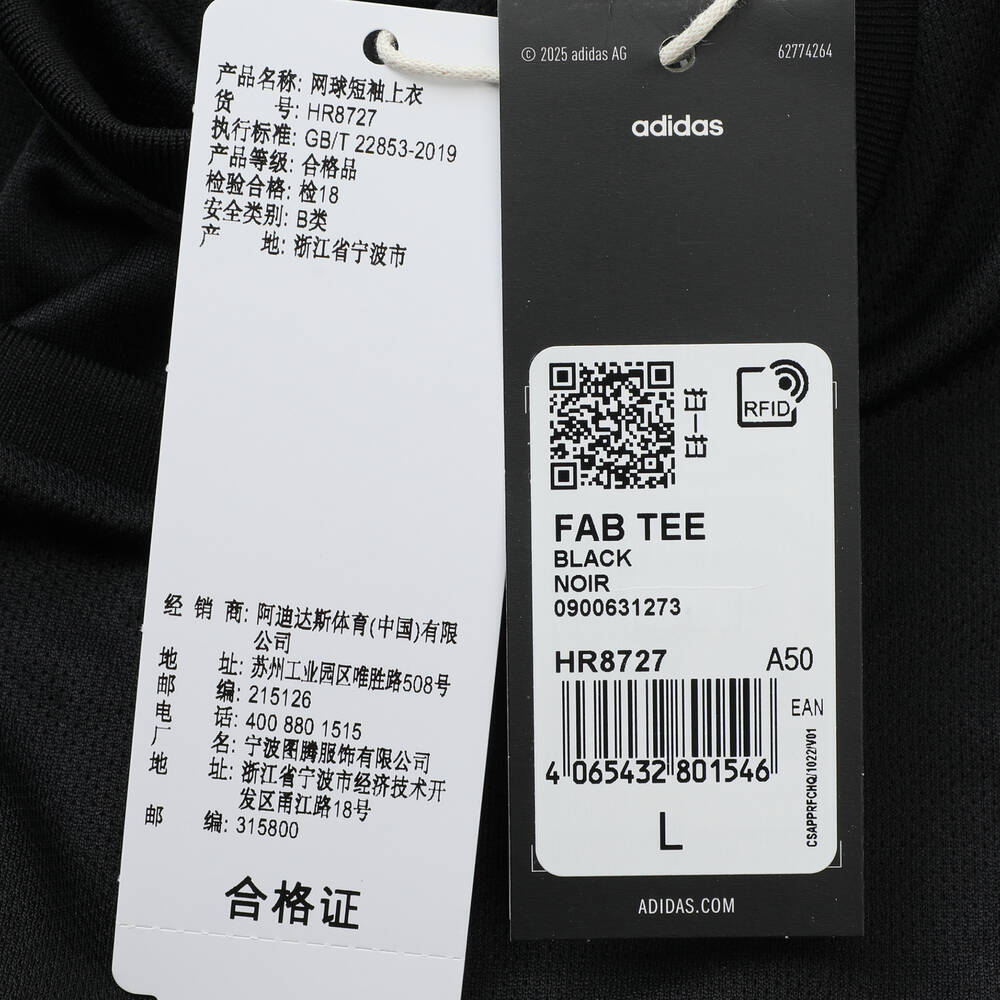 产品名称: 网球短袖上衣
货 号: HR8727
执行标准: GB/T 22853-2019
产品等级: 合格品
检验合格: 检18
安全类别: B类
产 地: 浙江省宁波市
经 销 商: 阿迪达斯体育(中国)有限
公司
地 址: 苏州工业园区唯胜路508号
邮 编: 215126
电 话: 400 880 1515
厂 名: 宁波图腾服饰有限公司
地 址: 浙江省宁波市经济技术开
发区甬江路18号
邮 编: 315800
合格证
© 2025 adidas AG
62774264
adidas
扫一扫
RFID
FAB TEE
BLACK
NOIR
0900631273
HR8727 A50
EAN
4 065432 801546
CSAPPRFCHQ/1022/V01
L
ADIDAS.COM